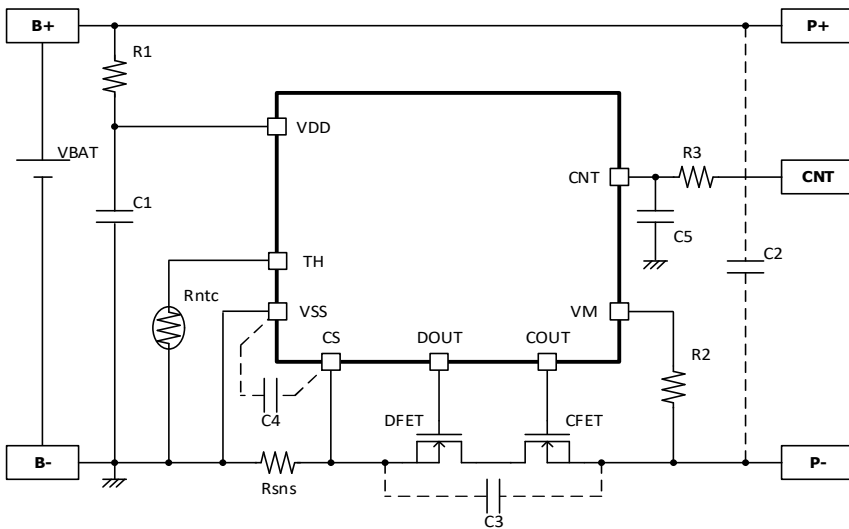 B+
P+
R1
VBAT
VDD
CNT
R3
CNT
C1
C5
C2
TH
Rntc
VSS
VM
CS
DOUT
COUT
R2
C4
DFET
CFET
B-
P-
Rsns
C3